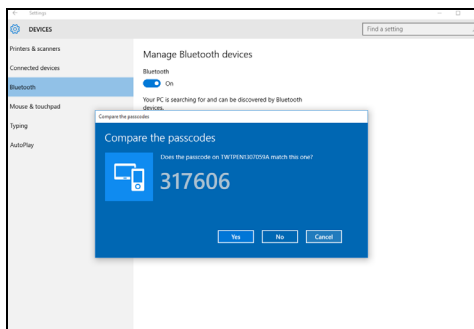 Settings
DEVICES
Find a setting
Printers & scanners
Connected devices
Bluetooth
Mouse & touchpad
Typing
AutoPlay
Manage Bluetooth devices
Bluetooth
On
Your PC is searching for and can be discovered by Bluetooth
devices.
Compare the passcodes
Compare the passcodes
Does the passcode on TWTPEN1307059A match this one?
317606
Yes
No
Cancel